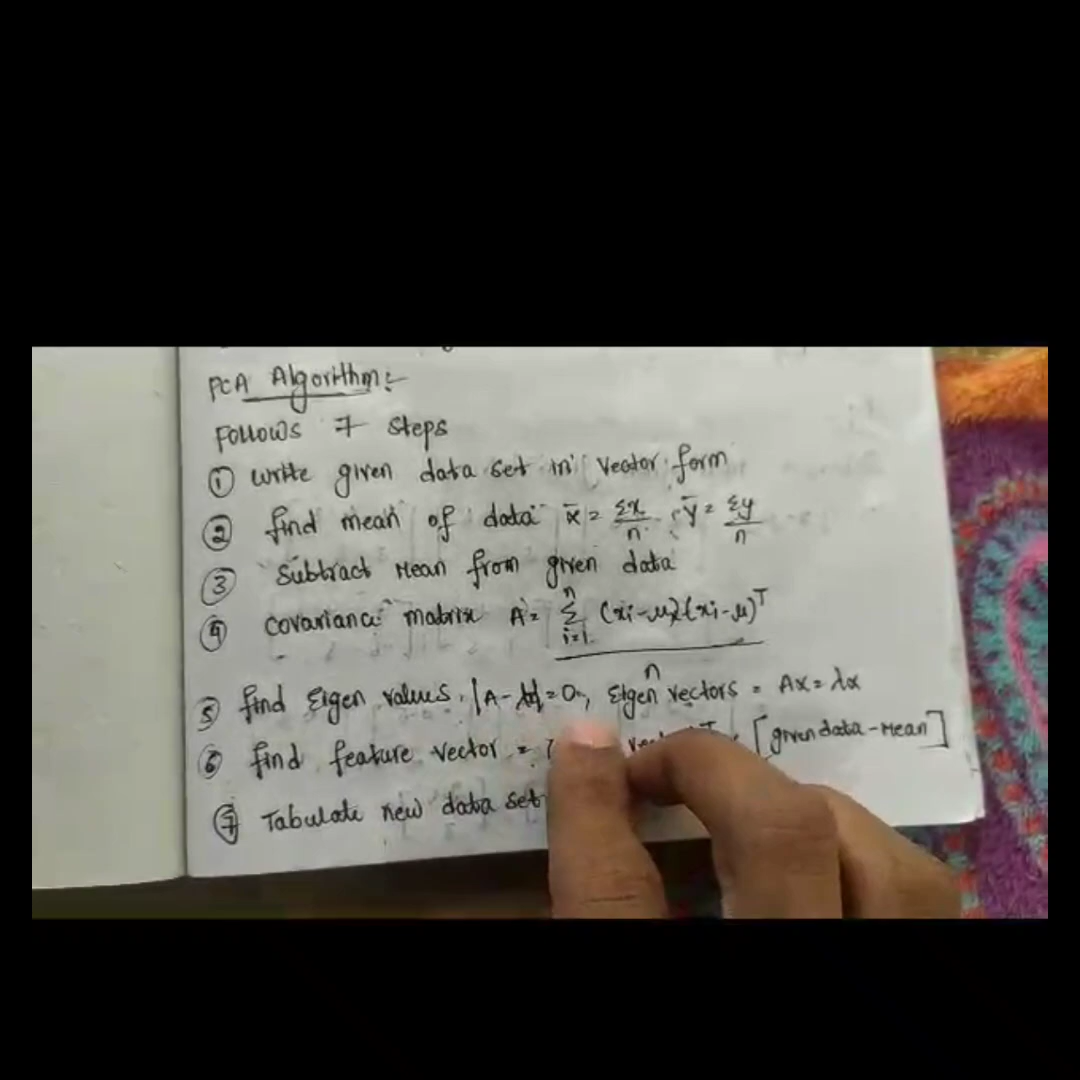 PCA Algorithm:-
Follows 7 steps
① write given data set in vector form
② find mean of data x̄ = Σx/n ; ȳ = Σy/n
③ subtract Mean from given data
④ covariance matrix A = Σ i=1 n (xi-μ)(xi-μ)ᵀ / n
⑤ find Eigen values |A-λI|=0, Eigen vectors = Ax=λx
⑥ find feature vector = [given data-Mean]
⑦ Tabulate new data set